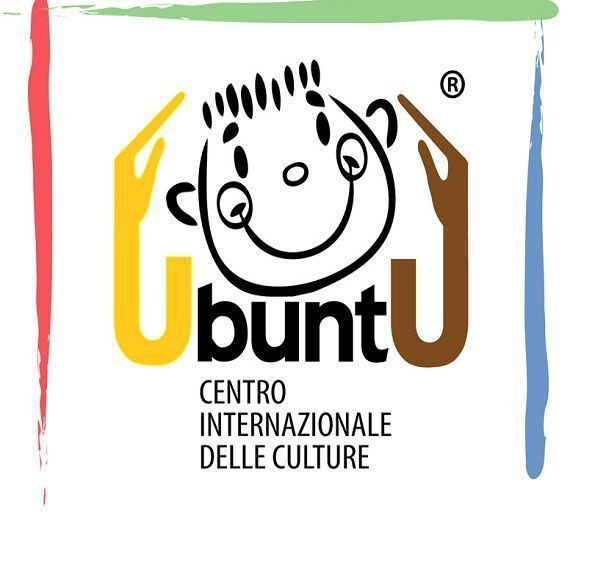 ®
UbuntU
CENTRO
INTERNAZIONALE
DELLE CULTURE